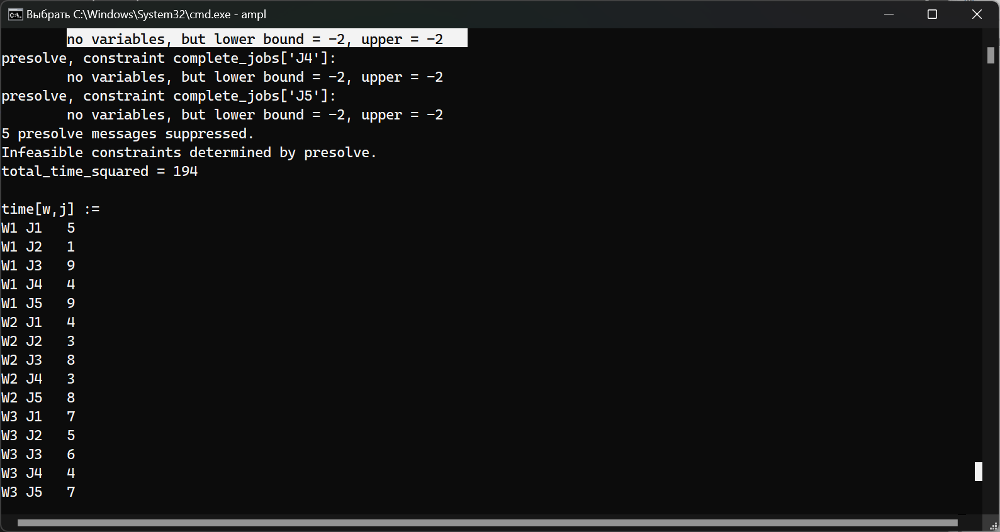 Выбрать C:\Windows\System32\cmd.exe - ampl
no variables, but lower bound = -2, upper = -2
presolve, constraint complete_jobs['J4']:
no variables, but lower bound = -2, upper = -2
presolve, constraint complete_jobs['J5']:
no variables, but lower bound = -2, upper = -2
5 presolve messages suppressed.
Infeasible constraints determined by presolve.
total_time_squared = 194
time[w,j] :=
W1 J1 5
W1 J2 1
W1 J3 9
W1 J4 4
W1 J5 9
W2 J1 4
W2 J2 3
W2 J3 8
W2 J4 3
W2 J5 8
W3 J1 7
W3 J2 5
W3 J3 6
W3 J4 4
W3 J5 7